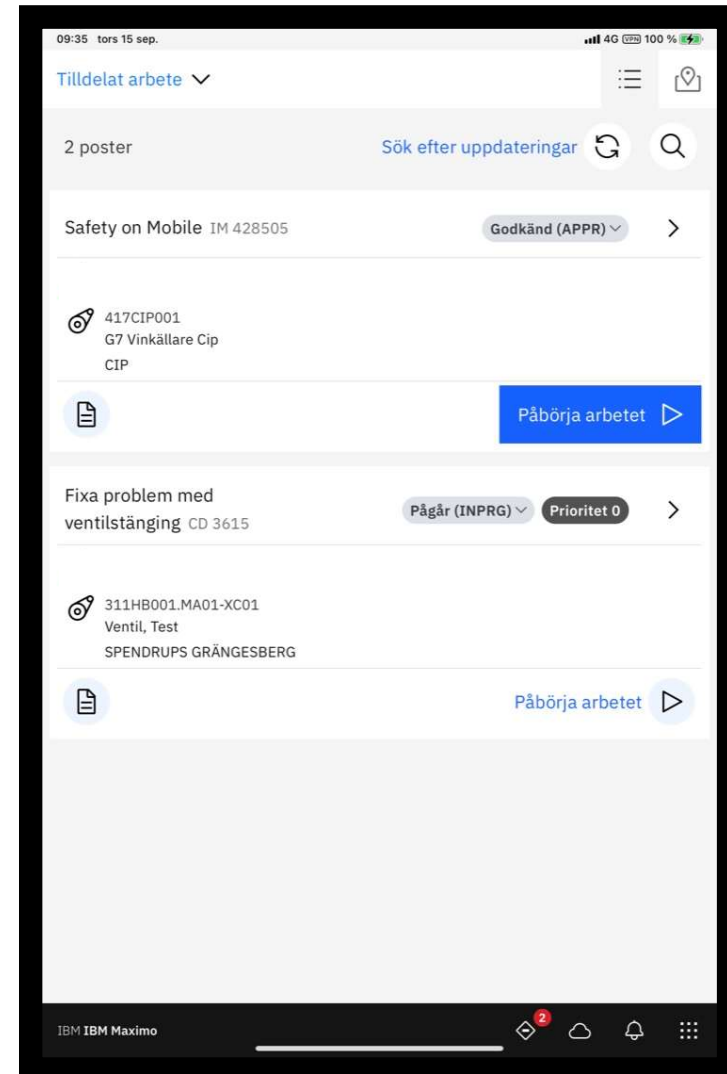 09:35 tors 15 sep. 4G VPN 100 %
Tilldelat arbete
2 poster Sök efter uppdateringar
Safety on Mobile IM 428505 Godkänd (APPR)
417CIP001
G7 Vinkällare Cip
CIP
Påbörja arbetet
Fixa problem med
ventilstänging CD 3615 Pågår (INPRG) Prioritet 0
311HB001.MA01-XC01
Ventil, Test
SPENDRUPS GRÄNGESBERG
Påbörja arbetet
IBM IBM Maximo 2